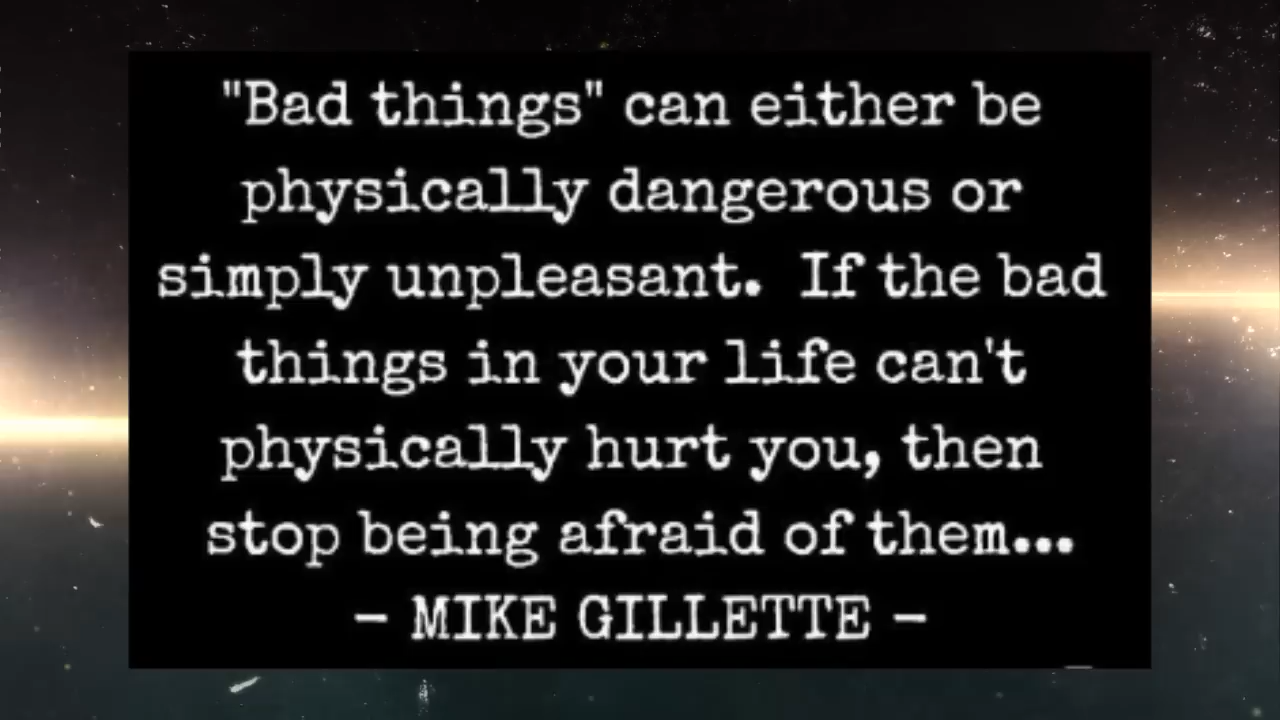 "Bad things" can either be
physically dangerous or
simply unpleasant.  If the bad
things in your life can't
physically hurt you, then
stop being afraid of them...
- MIKE GILLETTE -